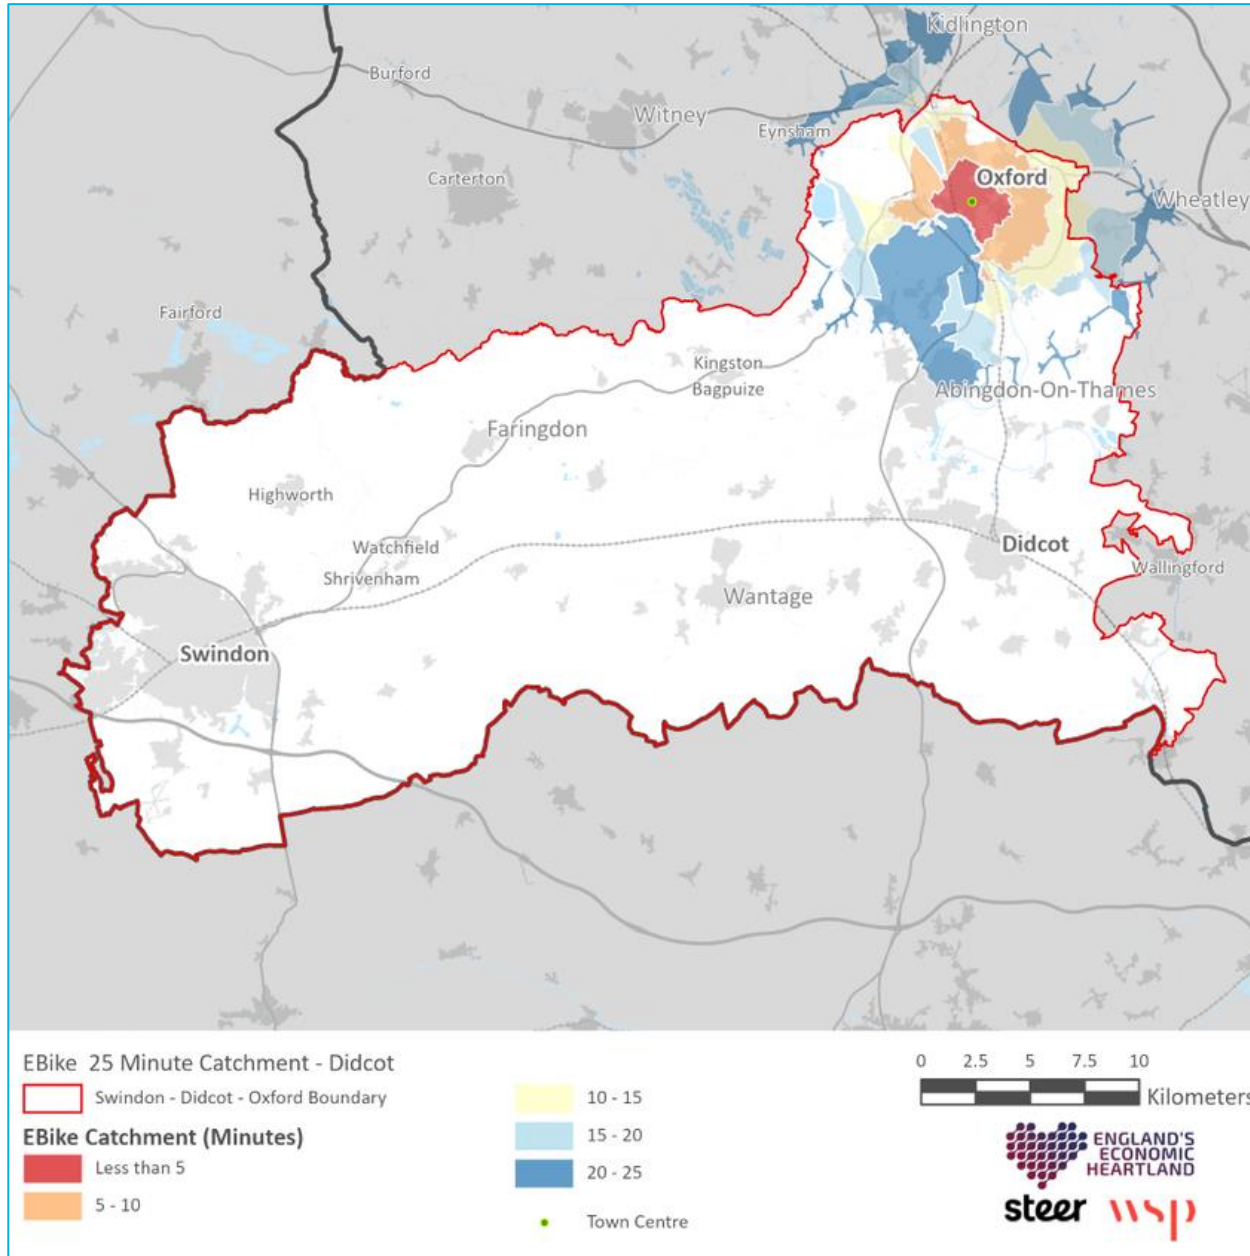 Kidlington
Burford
Witney
Eynsham
Carterton
Oxford
Wheatley
Fairford
Kingston
Bagpuize
Abingdon-On-Thames
Faringdon
Highworth
Watchfield
Shrivenham
Didcot
Wallingford
Wantage
Swindon
EBike 25 Minute Catchment - Didcot
Swindon - Didcot - Oxford Boundary
EBike Catchment (Minutes)
Less than 5
5 - 10
10 - 15
15 - 20
20 - 25
Town Centre
0 2.5 5 7.5 10
Kilometers
ENGLAND'S
ECONOMIC
HEARTLAND
steer wsp